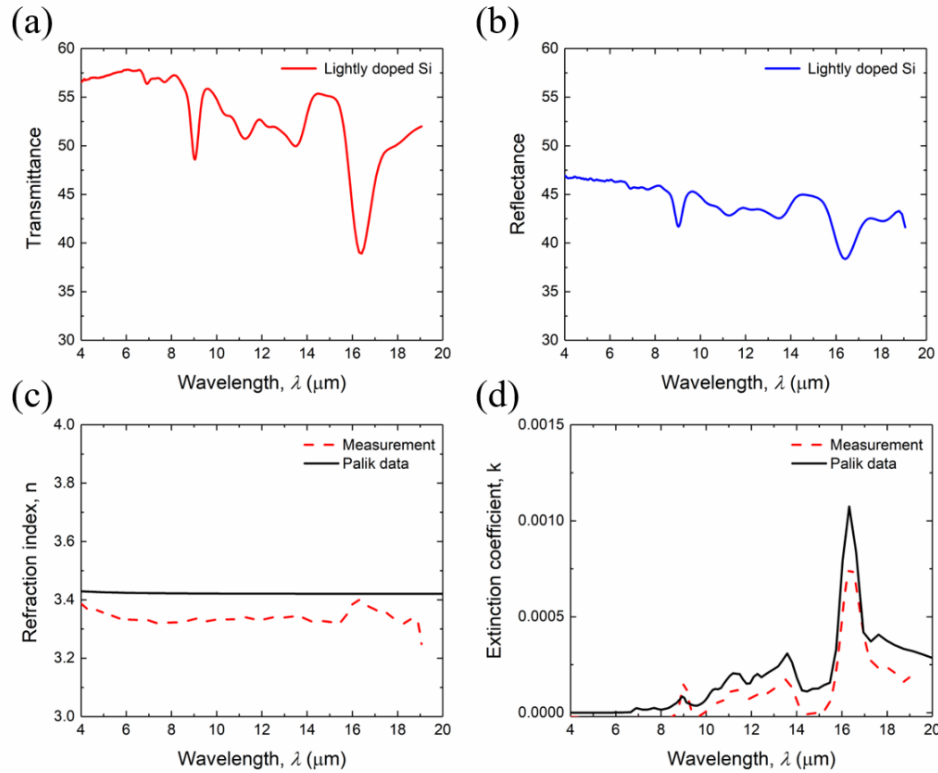 (a)
(b)
60
55
50
45
40
35
30
Transmittance
Lightly doped Si
4 6 8 10 12 14 16 18 20
Wavelength, λ (μm)
60
55
50
45
40
35
30
Reflectance
Lightly doped Si
4 6 8 10 12 14 16 18 20
Wavelength, λ (μm)
(c)
(d)
4.0
3.8
3.6
3.4
3.2
3.0
Refraction index, n
Measurement
Palik data
4 6 8 10 12 14 16 18 20
Wavelength, λ (μm)
0.0015
0.0010
0.0005
0.0000
Extinction coefficient, k
Measurement
Palik data
4 6 8 10 12 14 16 18 20
Wavelength, λ (μm)